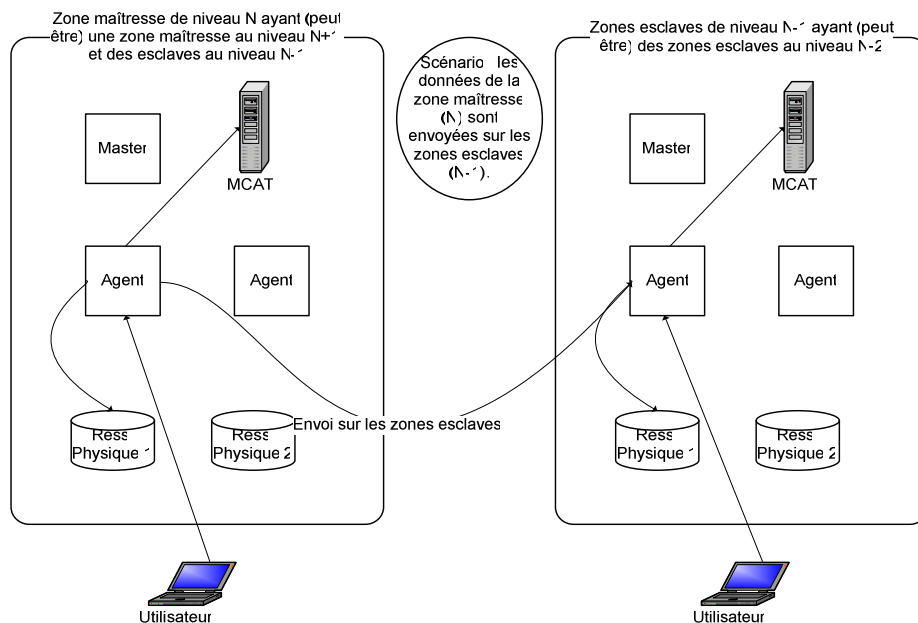 Zone maîtresse de niveau N ayant (peut
être) une zone maîtresse au niveau N+1
et des esclaves au niveau N-1
Master
MCAT
Agent
Agent
Ress
Physique 1
Ress
Physique 2
Utilisateur
Scénario les
données de la
zone maîtresse
(N) sont
envoyées sur les
zones esclaves
(N-1).
Envoi sur les zones esclaves
Zones esclaves de niveau N-1 ayant (peut
être) des zones esclaves au niveau N-2
Master
MCAT
Agent
Agent
Ress
Physique 1
Ress
Physique 2
Utilisateur